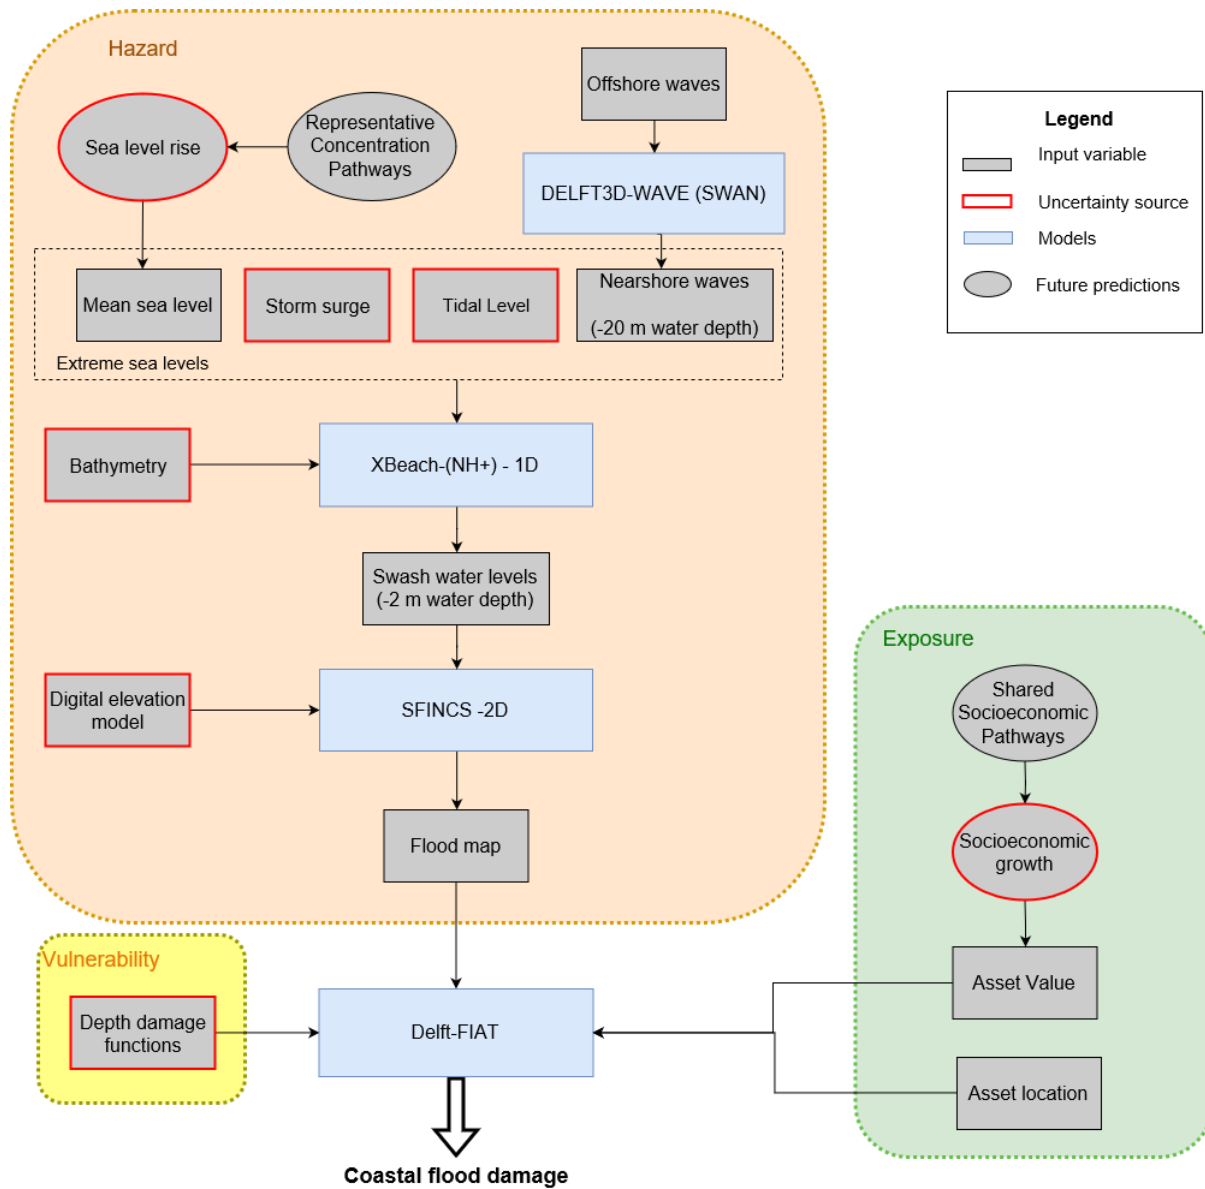 Hazard
Offshore waves
Sea level rise
Representative
Concentration
Pathways
DELFT3D-WAVE (SWAN)
Mean sea level
Storm surge
Tidal Level
Nearshore waves
(-20 m water depth)
Extreme sea levels
Bathymetry
XBeach-(NH+) - 1D
Swash water levels
(-2 m water depth)
Digital elevation
model
SFINCS -2D
Flood map
Vulnerability
Depth damage
functions
Delft-FIAT
Coastal flood damage
Legend
Input variable
Uncertainty source
Models
Future predictions
Exposure
Shared
Socioeconomic
Pathways
Socioeconomic
growth
Asset Value
Asset location